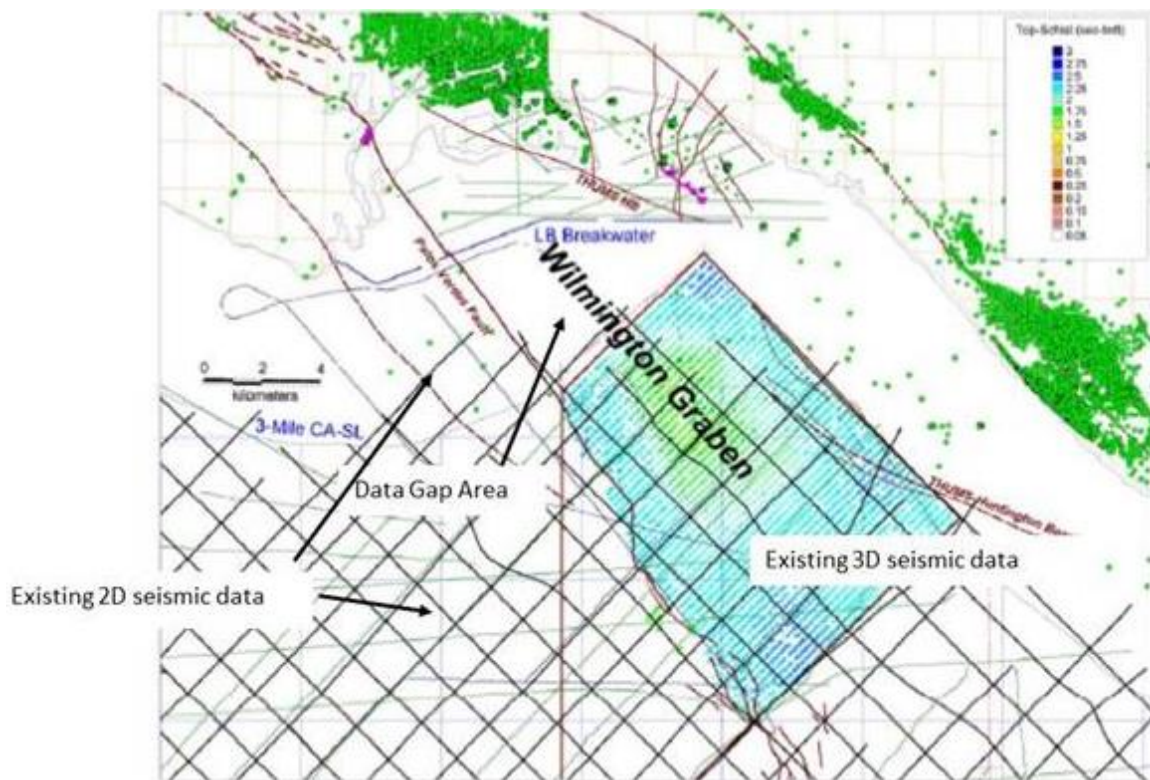 Top-Schist (sec-twtt)
3
2.75
2.5
2.25
2
1.75
1.5
1.25
1
0.75
0.5
0.25
0.2
0.15
0.1
0.05
THUMS HB
LB Breakwater
Palos Verdes Fault
Wilmington Graben
0 2 4
kilometers
3-Mile CA-SL
Data Gap Area
THUMS-Huntington
Existing 3D seismic data
Existing 2D seismic data